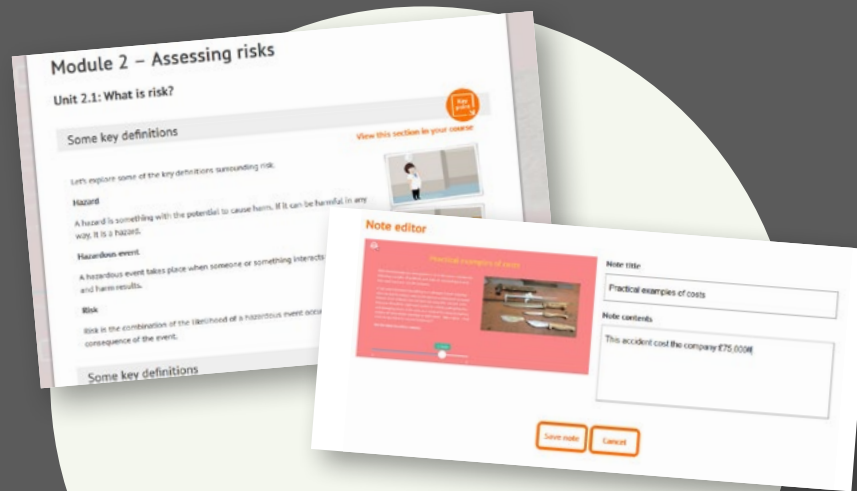 Module 2 – Assessing risks
Unit 2.1: What is risk?
Some key definitions
Key point
View this section in your course
Let's explore some of the key definitions surrounding risk.
Hazard
A hazard is something with the potential to cause harm. If it can be harmful in any
way, it is a hazard.
Hazardous event
A hazardous event takes place when someone or something interacts
and harm results.
Risk
Risk is the combination of the likelihood of a hazardous event
consequence of the event.
Some key definitions
Note editor
Practical examples of costs
Note title
Practical examples of costs
Note contents
This accident cost the company £75,000!
Save note
Cancel